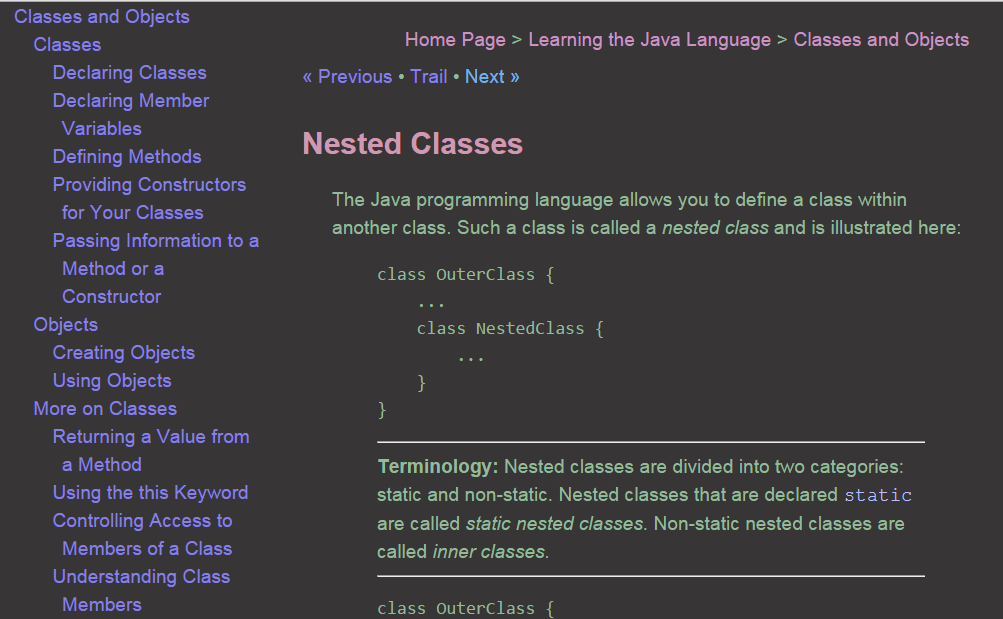 Classes and Objects
Classes
Declaring Classes
Declaring Member
Variables
Defining Methods
Providing Constructors
for Your Classes
Passing Information to a
Method or a
Constructor
Objects
Creating Objects
Using Objects
More on Classes
Returning a Value from
a Method
Using the this Keyword
Controlling Access to
Members of a Class
Understanding Class
Members
Home Page > Learning the Java Language > Classes and Objects
« Previous • Trail • Next »
Nested Classes
The Java programming language allows you to define a class within
another class. Such a class is called a nested class and is illustrated here:
class OuterClass {
    ...
    class NestedClass {
        ...
    }
}
Terminology: Nested classes are divided into two categories:
static and non-static. Nested classes that are declared static
are called static nested classes. Non-static nested classes are
called inner classes.
class OuterClass {